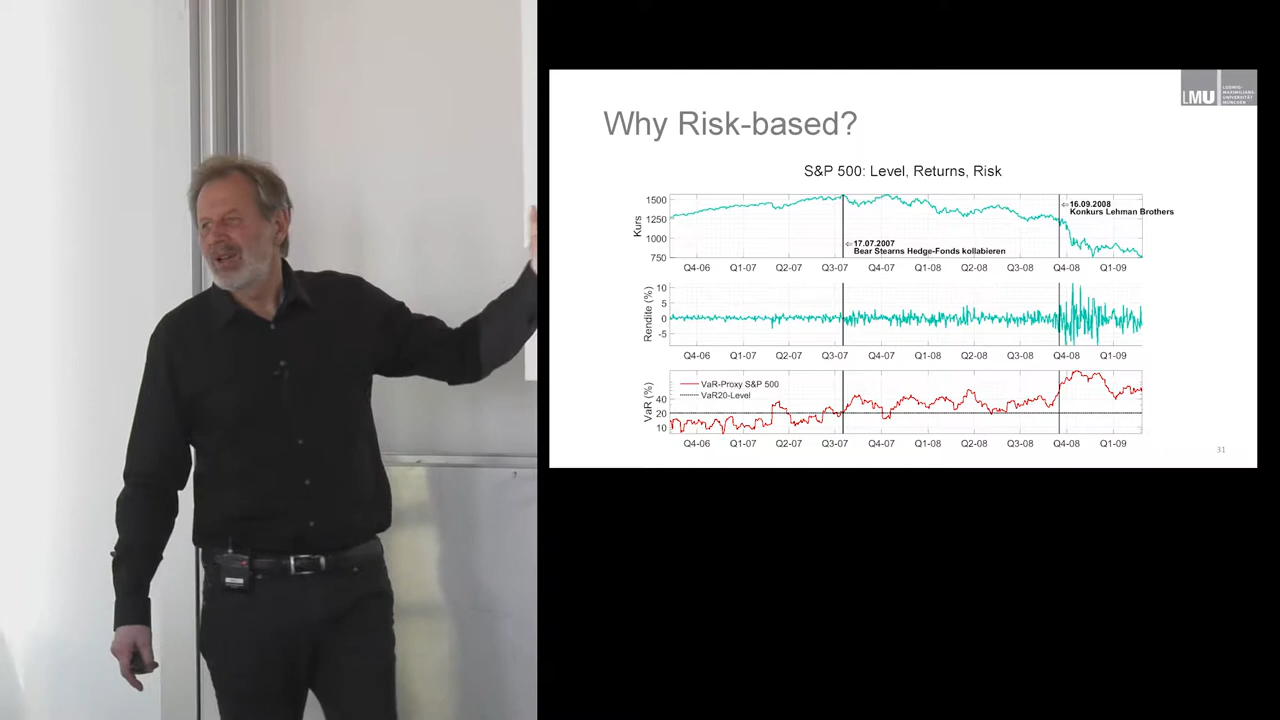 LMU
LUDWIG-
MAXIMILIANS-
UNIVERSITÄT
MÜNCHEN
Why Risk-based?
S&P 500: Level, Returns, Risk
Kurs
1500
1250
1000
750
⇐16.09.2008
Konkurs Lehman Brothers
⇐17.07.2007
Bear Stearns Hedge-Fonds kollabieren
Q4-06 Q1-07 Q2-07 Q3-07 Q4-07 Q1-08 Q2-08 Q3-08 Q4-08 Q1-09
Rendite (%)
10
5
0
-5
Q4-06 Q1-07 Q2-07 Q3-07 Q4-07 Q1-08 Q2-08 Q3-08 Q4-08 Q1-09
VaR (%)
40
20
10
VaR-Proxy S&P 500
VaR20-Level
Q4-06 Q1-07 Q2-07 Q3-07 Q4-07 Q1-08 Q2-08 Q3-08 Q4-08 Q1-09
31